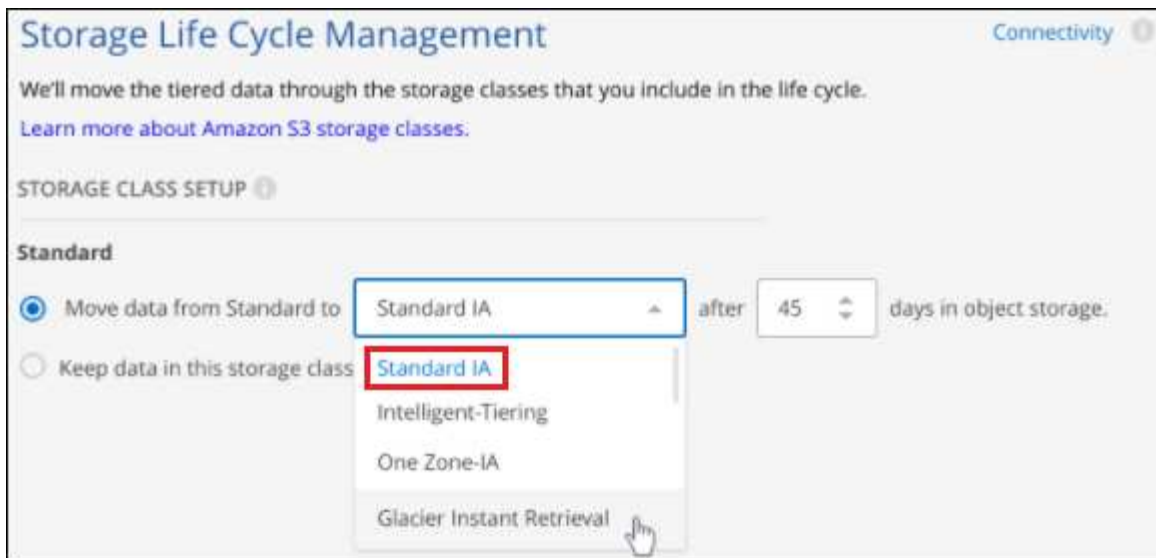 Storage Life Cycle Management
Connectivity
We'll move the tiered data through the storage classes that you include in the life cycle.
Learn more about Amazon S3 storage classes.
STORAGE CLASS SETUP
Standard
Move data from Standard to Standard IA after 45 days in object storage.
Keep data in this storage class
Standard IA
Intelligent-Tiering
One Zone-IA
Glacier Instant Retrieval